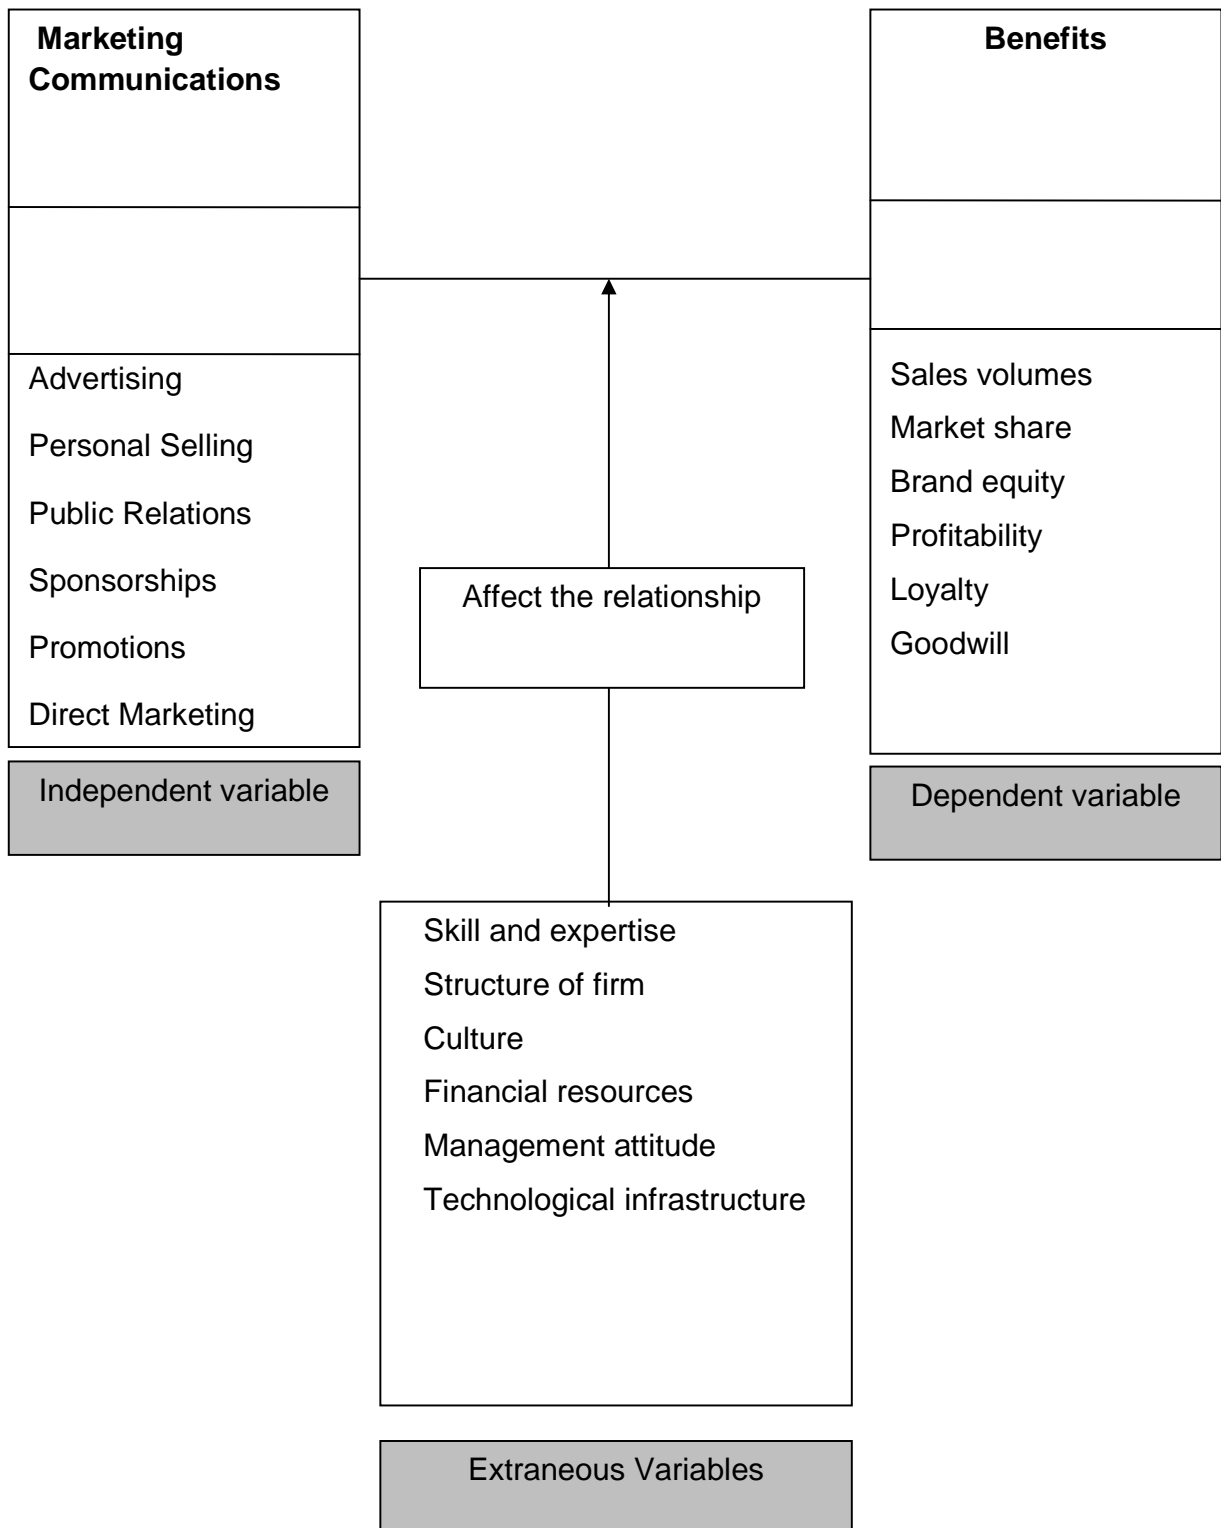 Marketing
Communications
Advertising
Personal Selling
Public Relations
Sponsorships
Promotions
Direct Marketing
Independent variable
Affect the relationship
Benefits
Sales volumes
Market share
Brand equity
Profitability
Loyalty
Goodwill
Dependent variable
Skill and expertise
Structure of firm
Culture
Financial resources
Management attitude
Technological infrastructure
Extraneous Variables